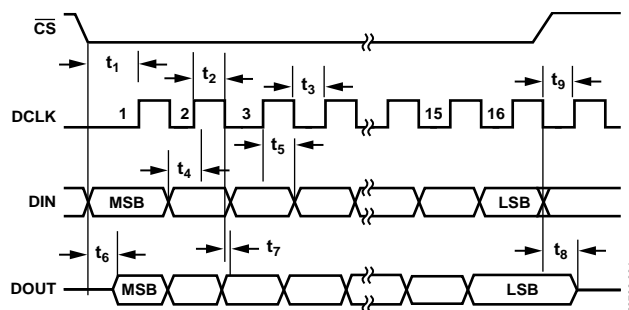 CS
t1 t2 t3 t9
DCLK 1 2 3 15 16
t4 t5
DIN MSB LSB
t6 t7 t8
DOUT MSB LSB